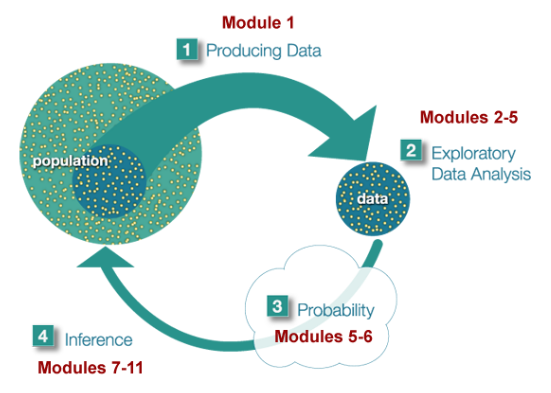 Module 1
1 Producing Data
Modules 2-5
2 Exploratory
Data Analysis
population
data
3 Probability
Modules 5-6
4 Inference
Modules 7-11